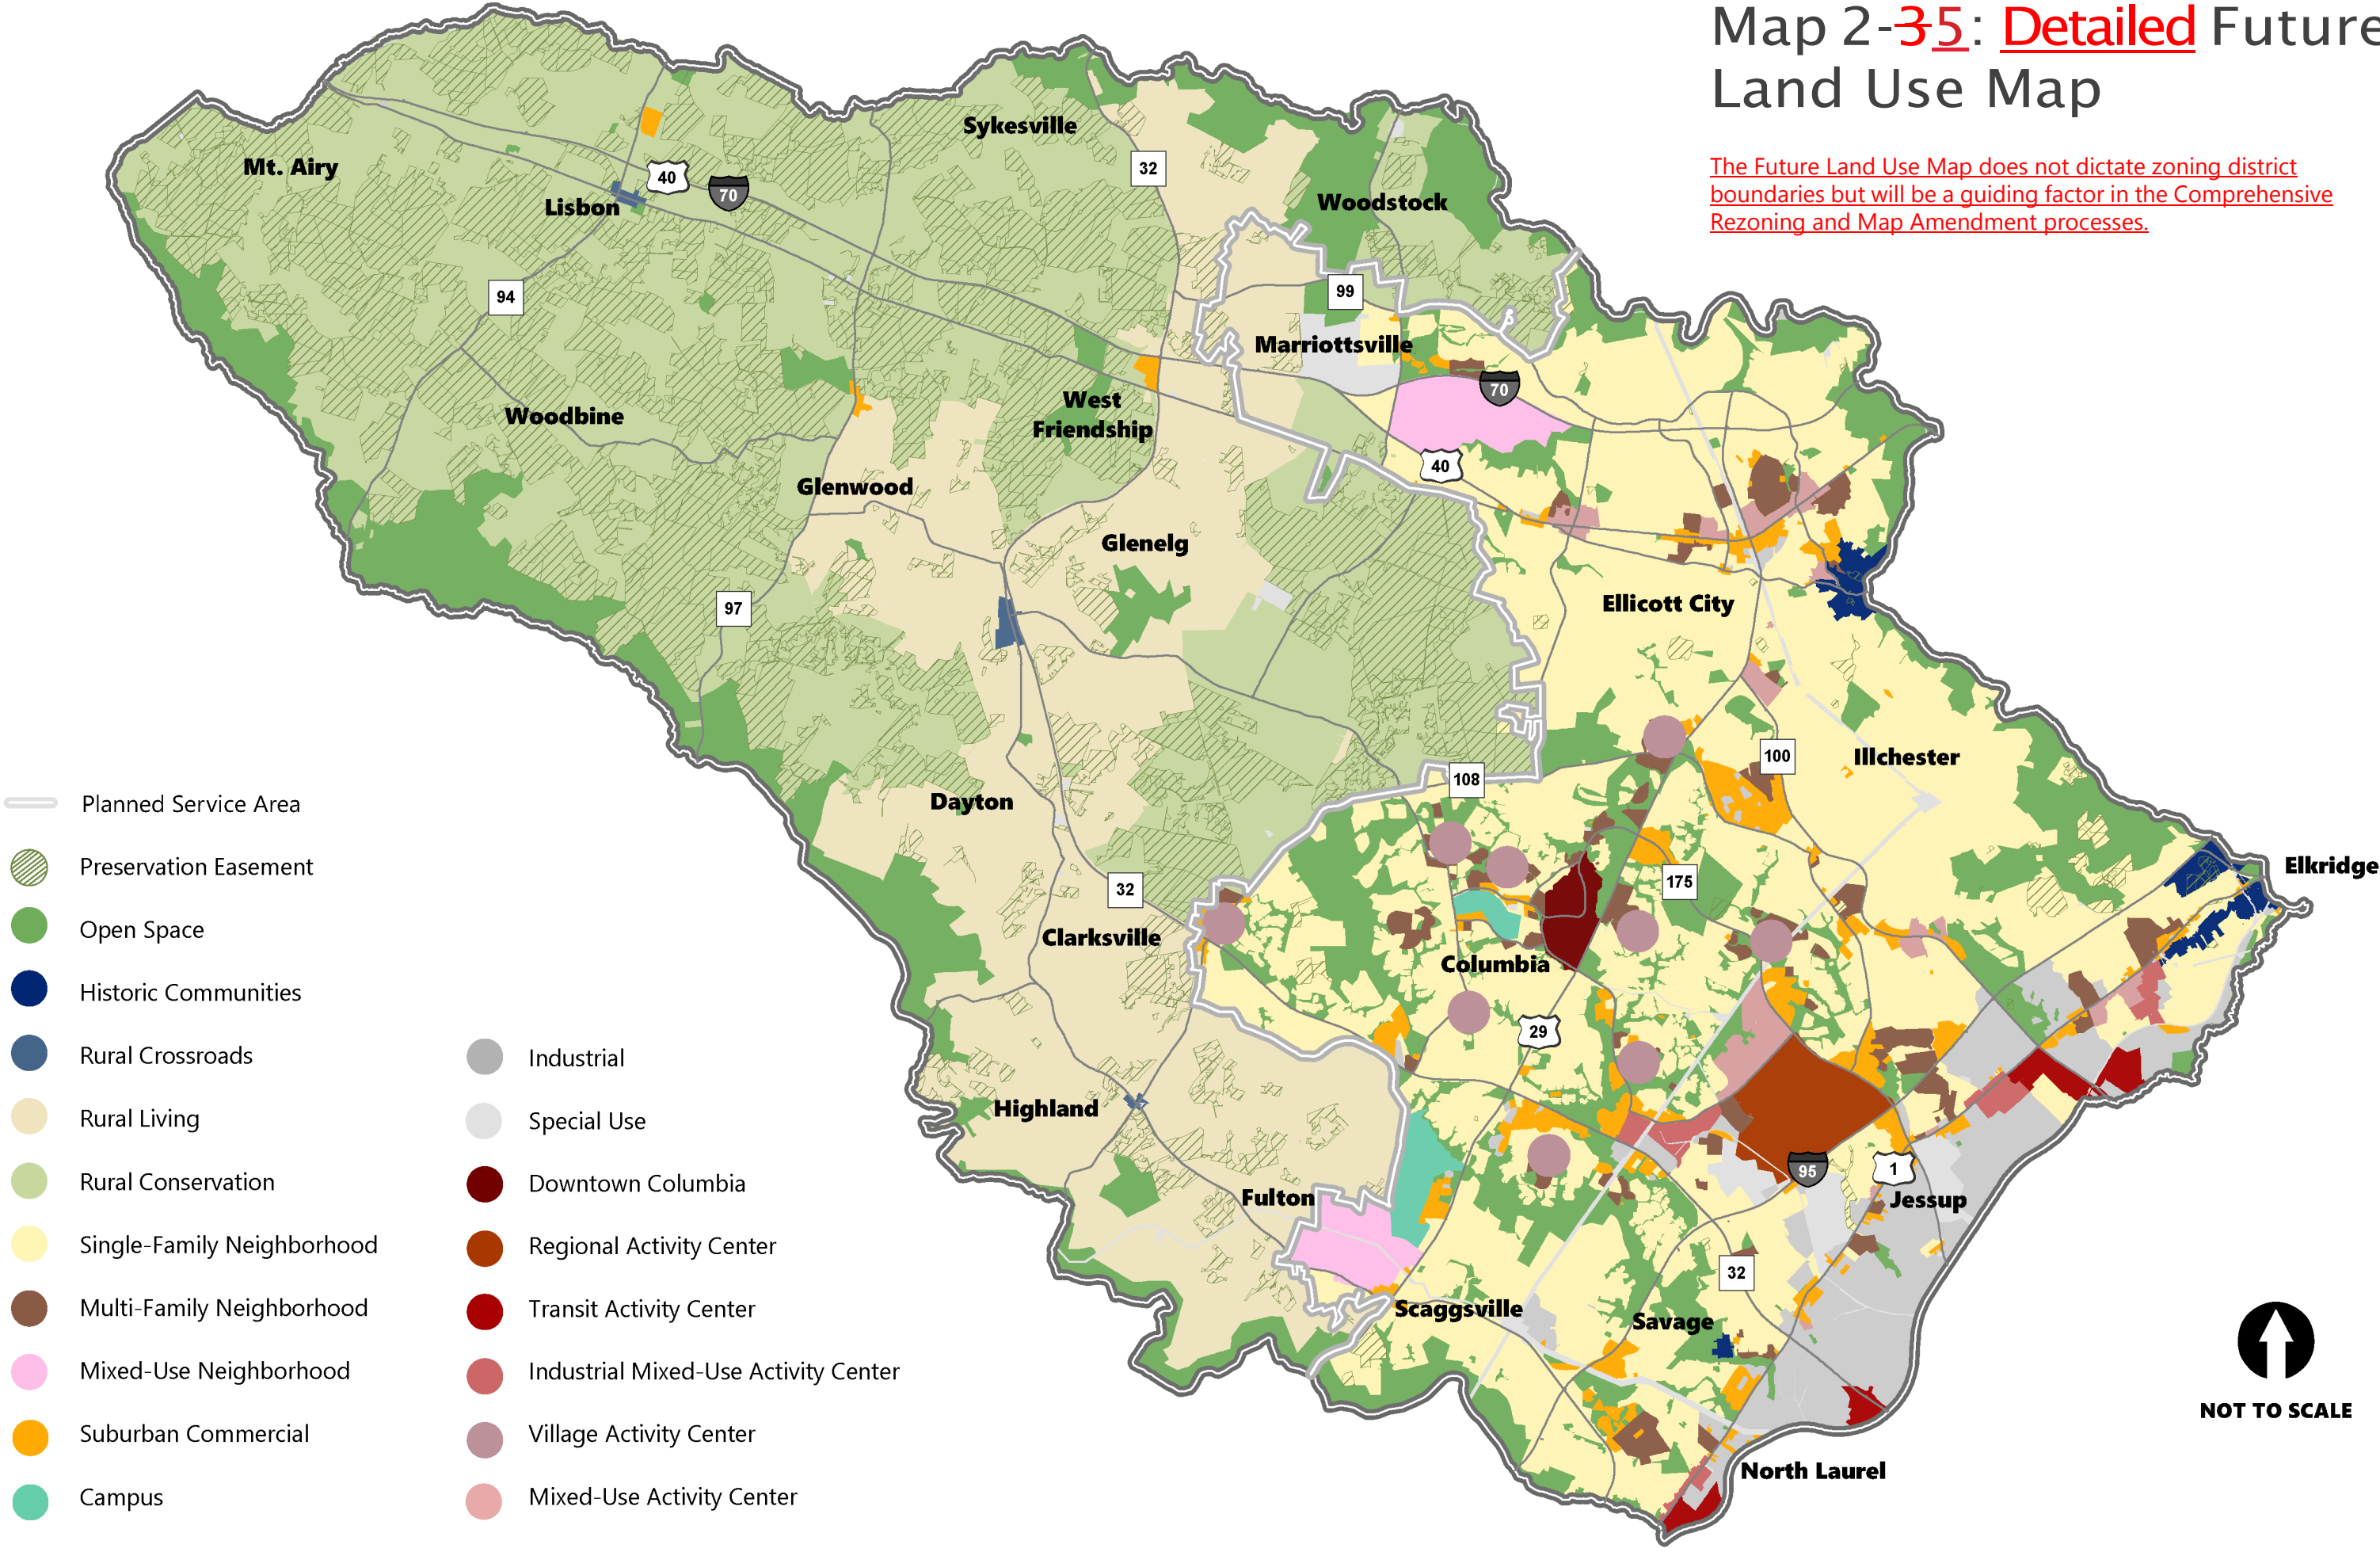 Map 2-35: Detailed Future
Land Use Map
The Future Land Use Map does not dictate zoning district
boundaries but will be a guiding factor in the Comprehensive
Rezoning and Map Amendment processes.
Sykesville
Mt. Airy
32
40
70
Lisbon
Woodstock
94
99
Marriottsville
70
West
Friendship
Woodbine
40
Glenwood
Glenelg
97
Ellicott City
100
Illchester
108
Dayton
Elkridge
175
32
Clarksville
Columbia
29
Highland
95
1
Jessup
Fulton
32
Scaggsville
Savage
North Laurel
Planned Service Area
Preservation Easement
Open Space
Historic Communities
Rural Crossroads
Rural Living
Rural Conservation
Single-Family Neighborhood
Multi-Family Neighborhood
Mixed-Use Neighborhood
Suburban Commercial
Campus
Industrial
Special Use
Downtown Columbia
Regional Activity Center
Transit Activity Center
Industrial Mixed-Use Activity Center
Village Activity Center
Mixed-Use Activity Center
NOT TO SCALE